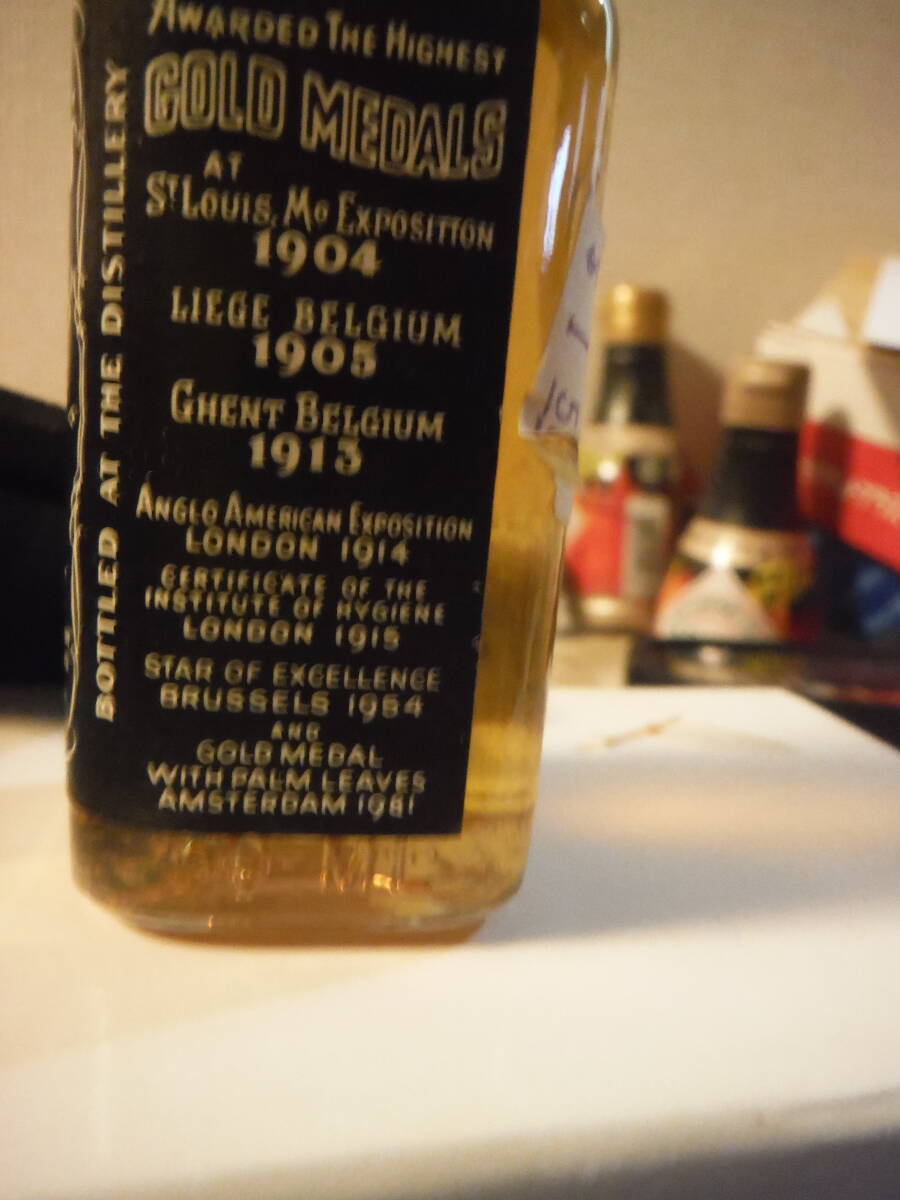 AWARDED THE HIGHEST
GOLD MEDALS
AT
ST LOUIS, MO EXPOSITION
1904
LIEGE BELGIUM
1905
GHENT BELGIUM
1913
ANGLO AMERICAN EXPOSITION
LONDON 1914
CERTIFICATE OF THE
INSTITUTE OF HYGIENE
LONDON 1915
STAR OF EXCELLENCE
BRUSSELS 1954
AND
GOLD MEDAL
WITH PALM LEAVES
AMSTERDAM 1981
BOTTLED AT THE DISTILLERY